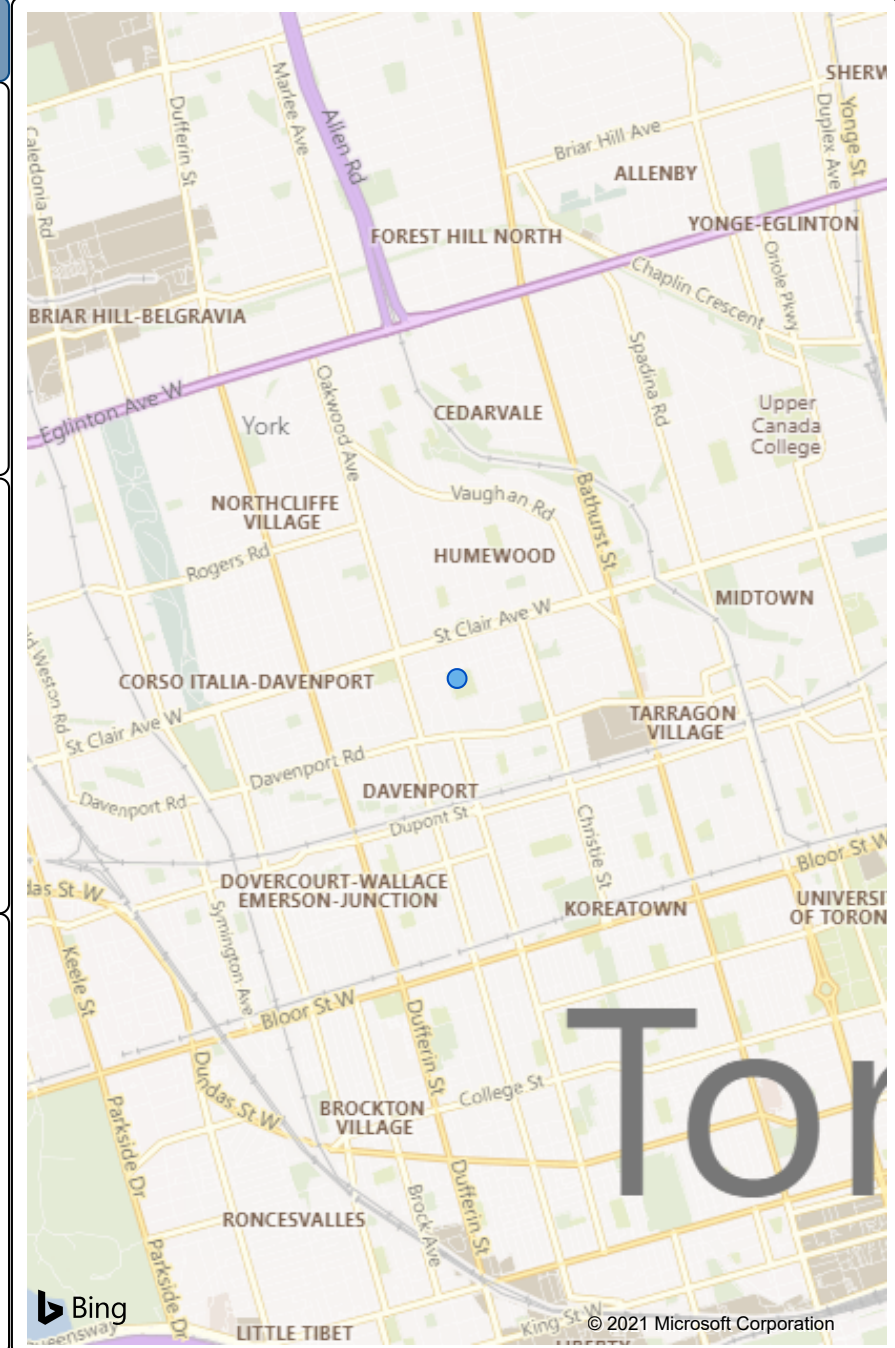 SHERW
Marlee Ave
Dufferin St
Allen Rd
Duplex Ave
Yonge St
Caledonia Rd
Briar Hill Ave
ALLENBY
YONGE-EGLINTON
FOREST HILL NORTH
Oriole Pkwy
Chaplin Crescent
BRIAR HILL-BELGRAVIA
Spadina Rd
Oakwood Ave
Eglinton Ave W
CEDARVALE
York
Upper
Canada
College
Bathurst St
NORTHCLIFFE
VILLAGE
Vaughan Rd
HUMEWOOD
Rogers Rd
MIDTOWN
St Clair Ave W
ld Weston Rd
CORSO ITALIA-DAVENPORT
St Clair Ave W
TARRAGON
VILLAGE
Davenport Rd
DAVENPORT
Davenport Rd
Dupont St
Christie St
Bloor St W
das St W
DOVERCOURT-WALLACE
EMERSON-JUNCTION
KOREATOWN
UNIVERSI
OF TORON
Symington Ave
Keele St
Bloor St W
Dufferin St
Tor
Dundas St W
College St
Parkside Dr
BROCKTON
VILLAGE
Dufferin St
Brock Ave
RONCESVALLES
Parkside Dr
Bing
King St W
© 2021 Microsoft Corporation
ueensway
LITTLE TIBET
LIBERTY